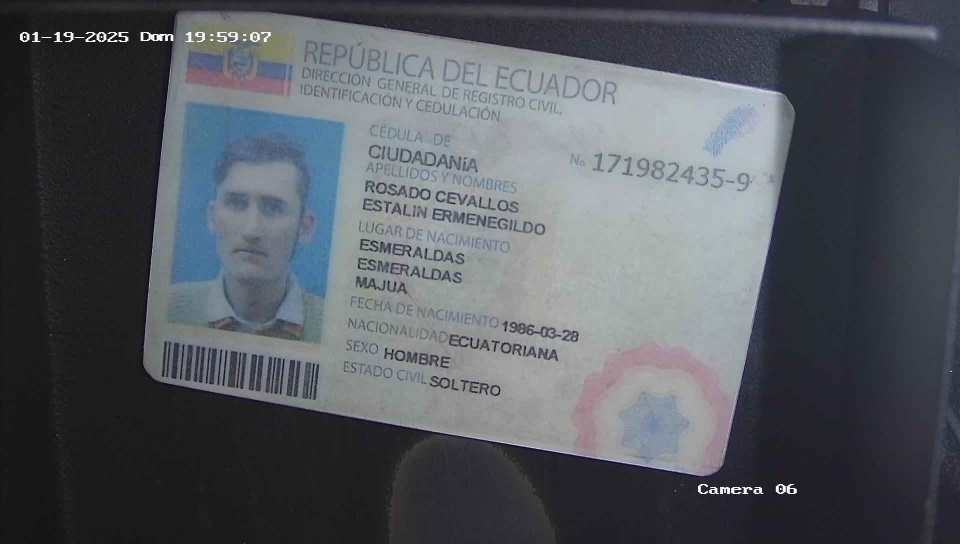 01-19-2025 Dom 19:59:07
REPÚBLICA DEL ECUADOR
DIRECCIÓN GENERAL DE REGISTRO CIVIL,
IDENTIFICACIÓN Y CEDULACIÓN
CÉDULA DE
CIUDADANíA
No. 171982435-9
APELLIDOS Y NOMBRES
ROSADO CEVALLOS
ESTALIN ERMENEGILDO
LUGAR DE NACIMIENTO
ESMERALDAS
ESMERALDAS
MAJUA
FECHA DE NACIMIENTO 1986-03-28
NACIONALIDAD ECUATORIANA
SEXO HOMBRE
ESTADO CIVIL SOLTERO
Camera 06